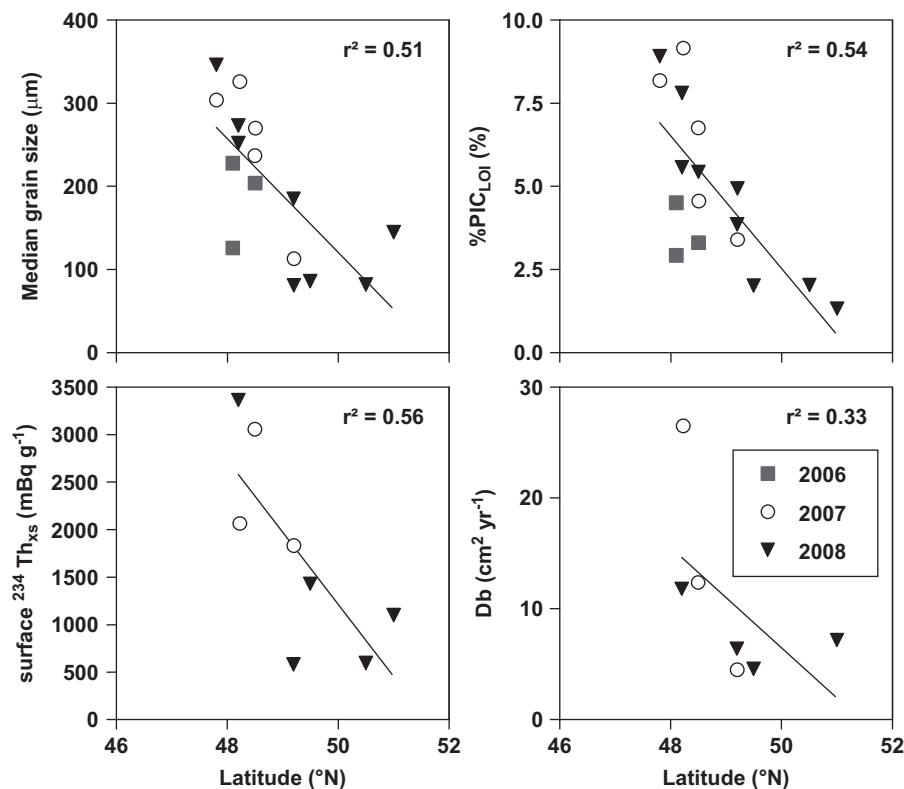 400
300
200
100
0
Median grain size (μm)
r² = 0.51
10.0
7.5
5.0
2.5
0.0
%PIC_LOI (%)
r² = 0.54
3500
3000
2500
2000
1500
1000
500
0
surface ²³⁴ Th_xs (mBq g⁻¹)
r² = 0.56
46 48 50 52
Latitude (°N)
30
20
10
0
Db (cm² yr⁻¹)
r² = 0.33
2006
2007
2008
46 48 50 52
Latitude (°N)